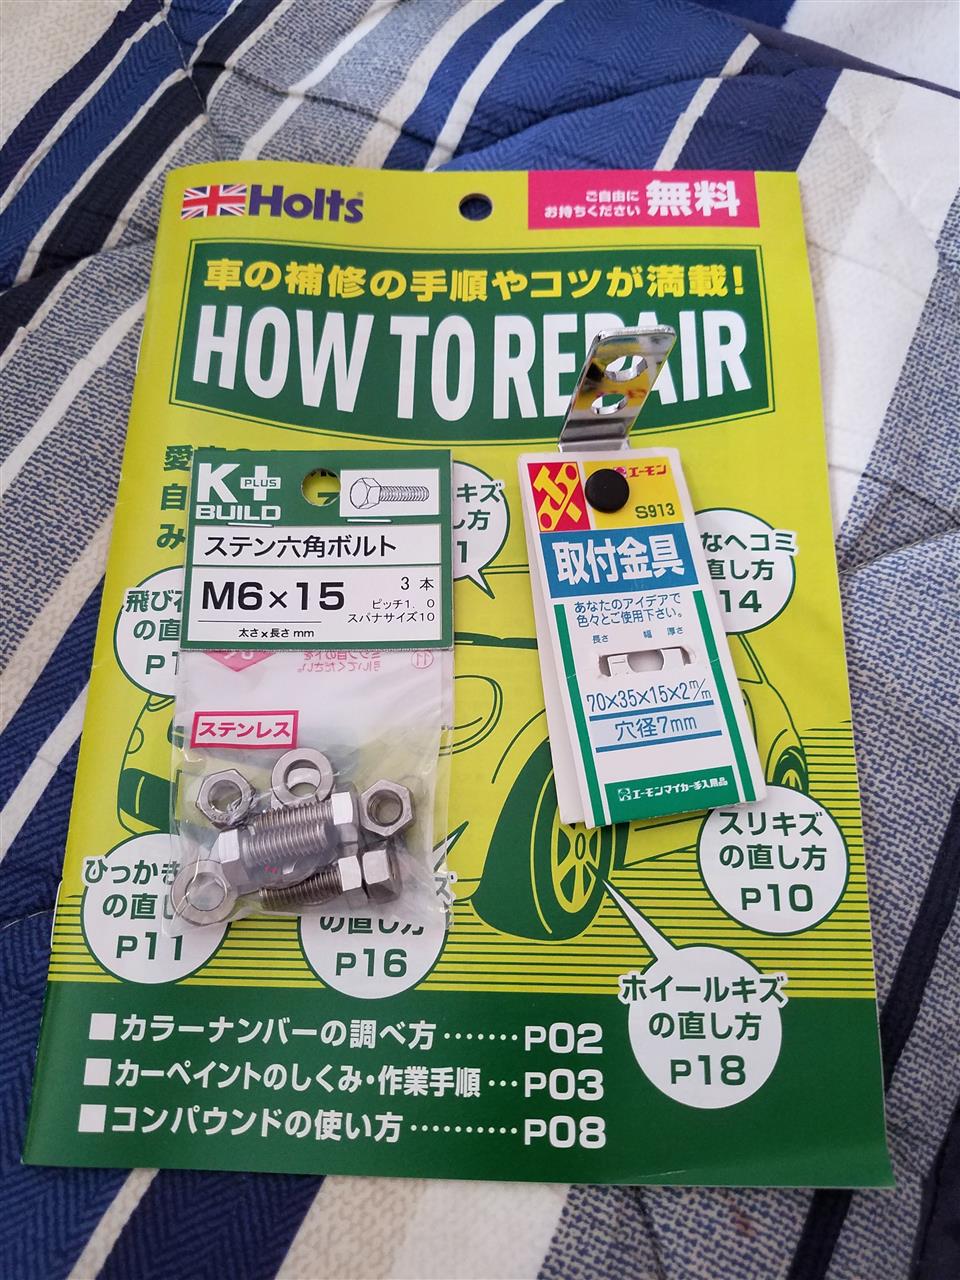 Holts
ご自由に
お持ちください
無料
車の補修の手順やコツが満載!
HOW TO REPAIR
愛
自
み
キズ
し方
1
なヘコミ
直し方
14
飛び
の直
P1
K+
PLUS
BUILD
ステン六角ボルト
M6×15
3本
ピッチ1.0
スパナサイズ10
太さ×長さmm
ステンレス
エーモン
S913
取付金具
あなたのアイデアで
色々とご使用下さい。
長さ 幅 厚さ
70×35×15×2m/m
穴径7mm
エーモンマイカー手入用品
スリキズ
の直し方
P10
ひっかき
の直し
P11
ズ
の直し方
P16
ホイールキズ
の直し方
P18
■カラーナンバーの調べ方……P02
■カーペイントのしくみ・作業手順…P03
■コンパウンドの使い方………P08